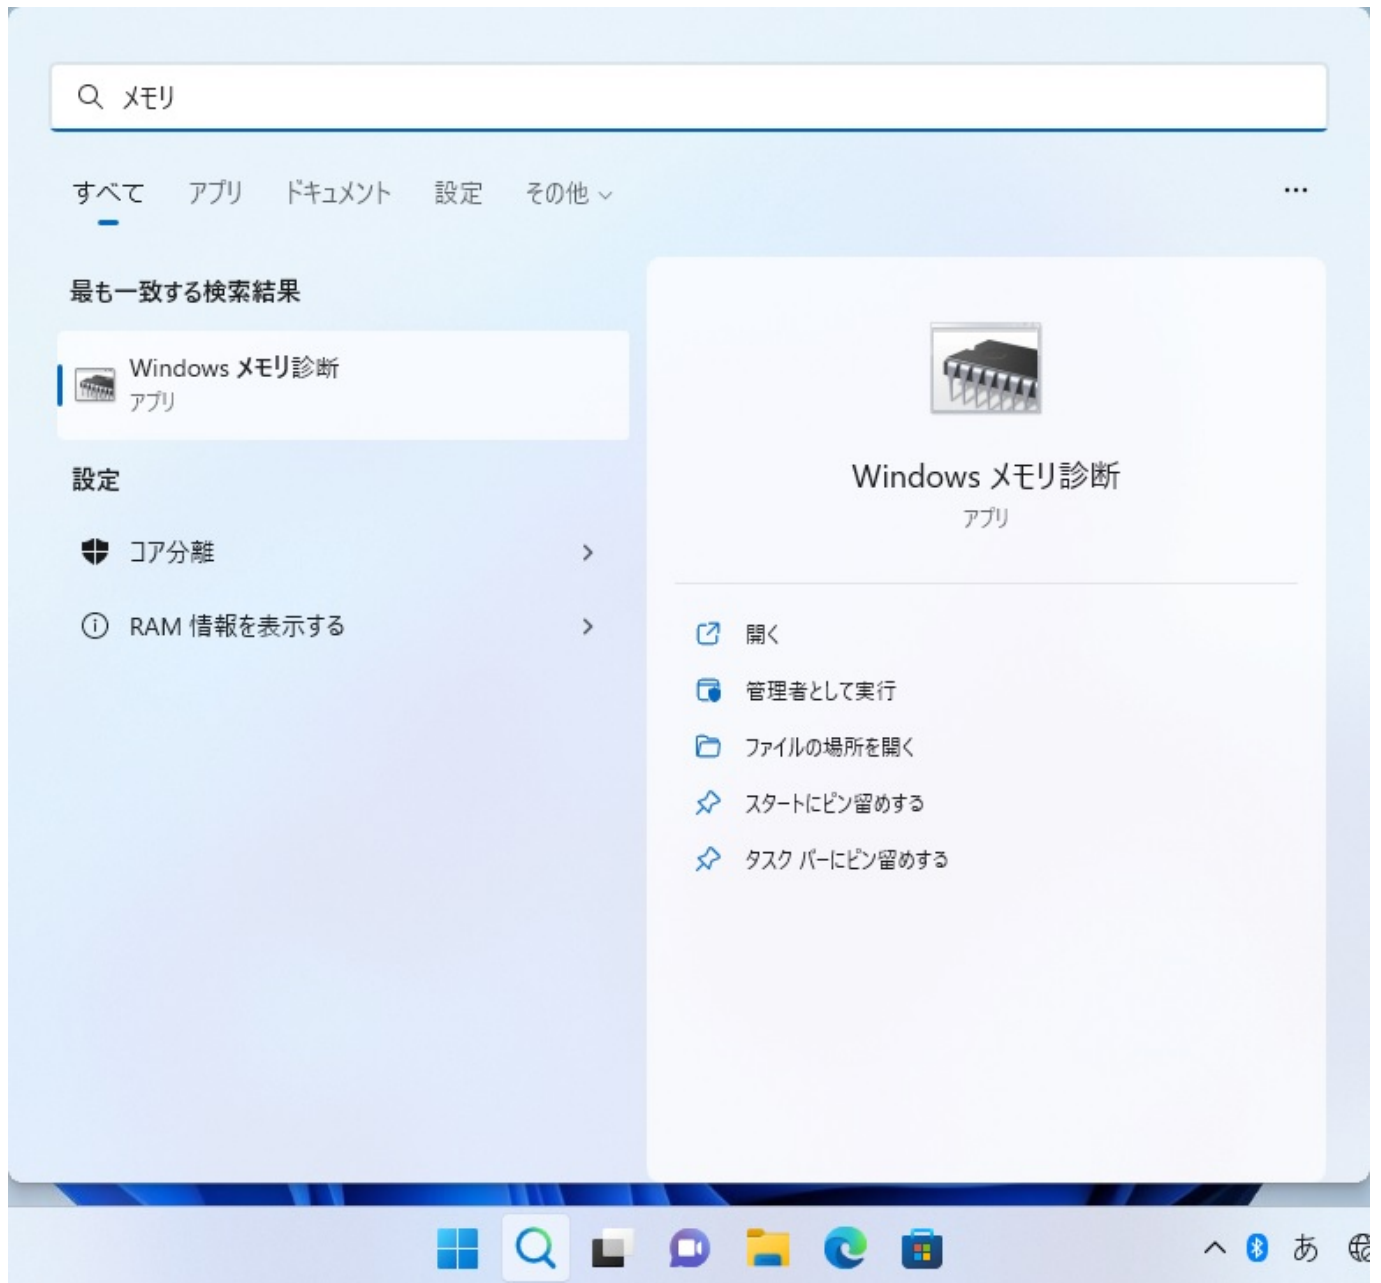 メモリ
すべて アプリ ドキュメント 設定 その他
最も一致する検索結果
Windows メモリ診断
アプリ
設定
コア分離
RAM 情報を表示する
Windows メモリ診断
アプリ
開く
管理者として実行
ファイルの場所を開く
スタートにピン留めする
タスク バーにピン留めする
あ